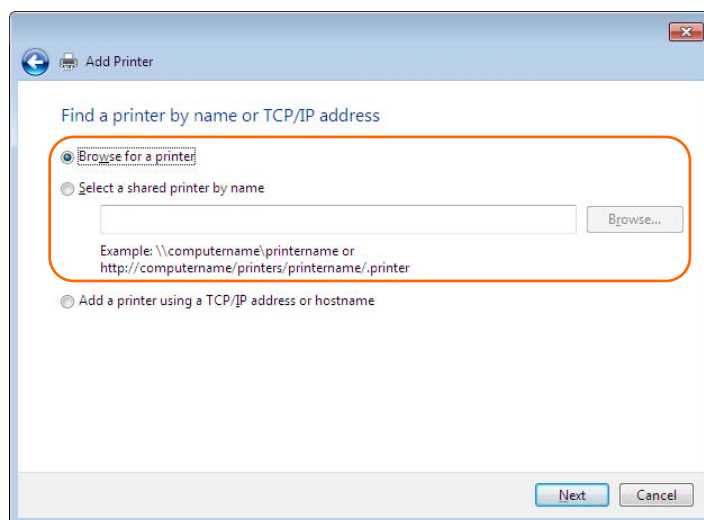 Add Printer
Find a printer by name or TCP/IP address
Browse for a printer
Select a shared printer by name
Browse...
Example: \\computername\printername or
http://computername/printers/printername/.printer
Add a printer using a TCP/IP address or hostname
Next Cancel